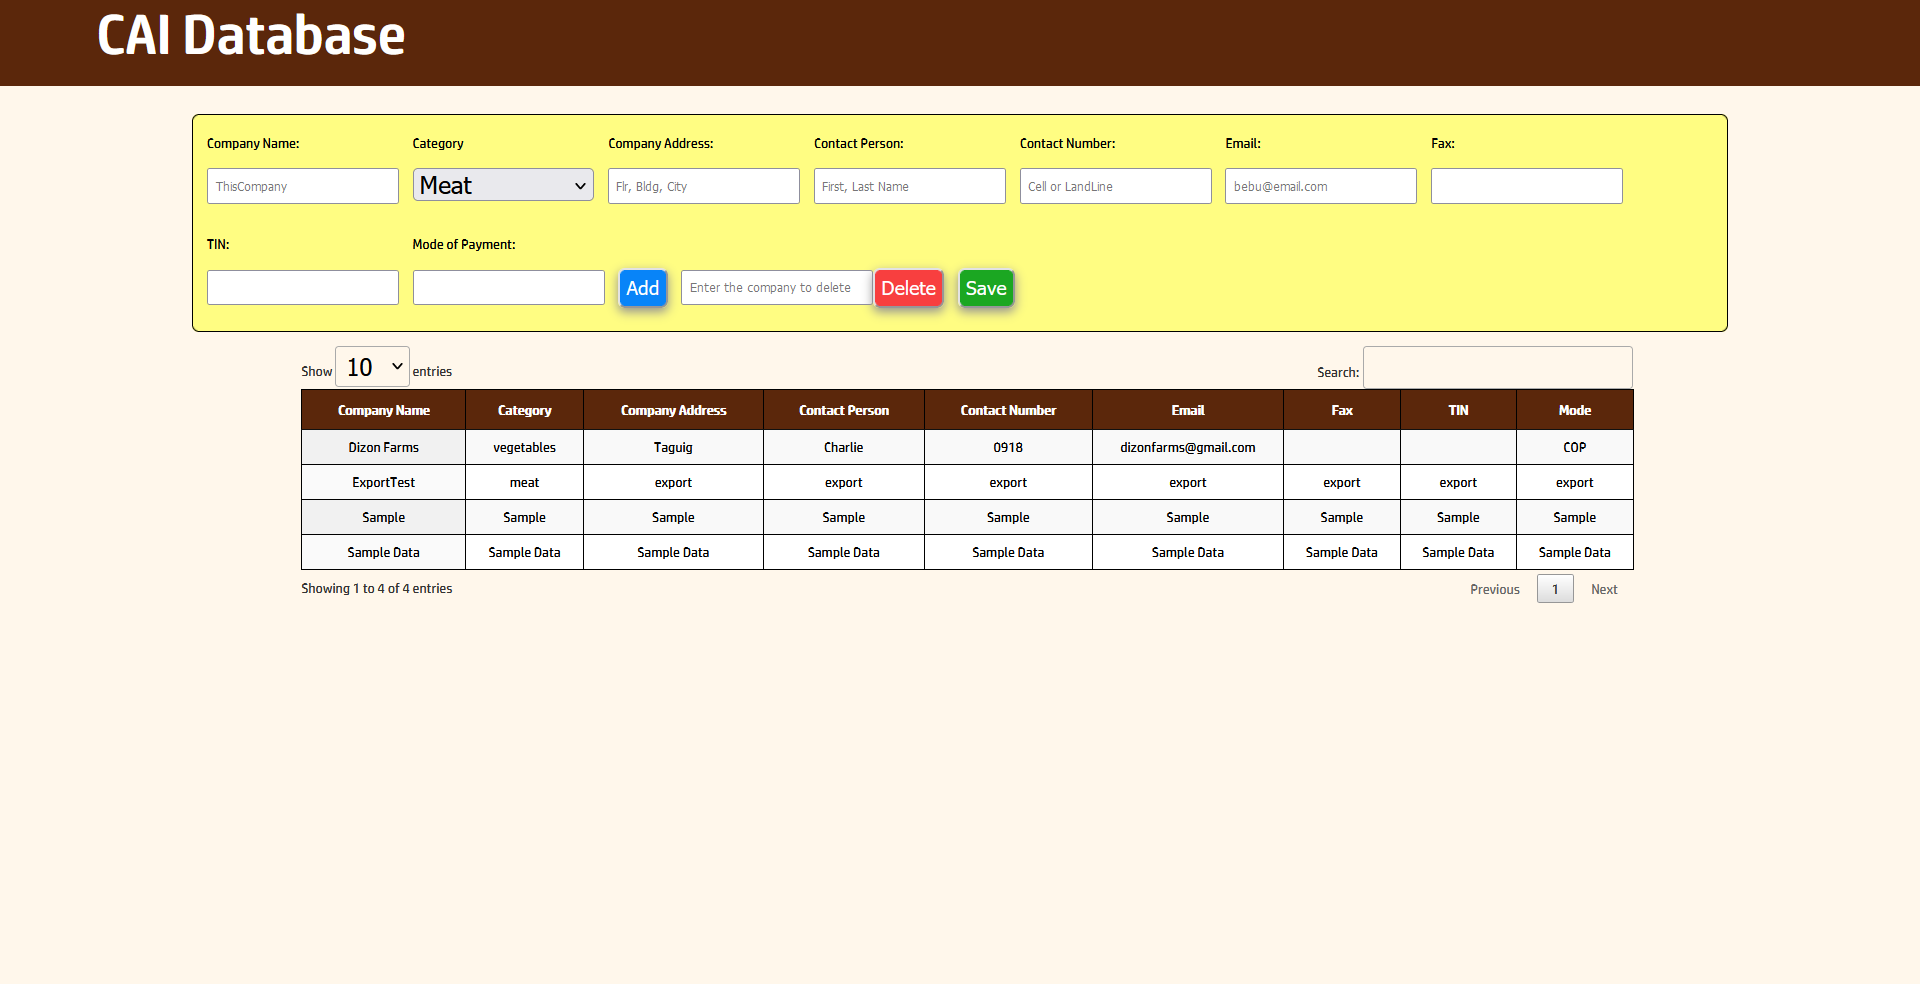 CAI Database
Company Name: Category Company Address: Contact Person: Contact Number: Email: Fax:
ThisCompany Meat Flr, Bldg, City First, Last Name Cell or LandLine bebu@email.com
TIN: Mode of Payment:
Add Enter the company to delete Delete Save
Show 10 entries Search:
Company Name Category Company Address Contact Person Contact Number Email Fax TIN Mode
Dizon Farms vegetables Taguig Charlie 0918 dizonfarms@gmail.com COP
ExportTest meat export export export export export export export
Sample Sample Sample Sample Sample Sample Sample Sample Sample
Sample Data Sample Data Sample Data Sample Data Sample Data Sample Data Sample Data Sample Data Sample Data
Showing 1 to 4 of 4 entries Previous 1 Next